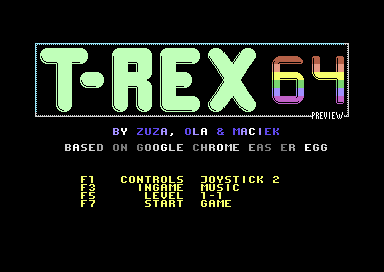 T-REX 64
PREVIEW
BY ZUZA, OLA & MACIEK
BASED ON GOOGLE CHROME EAS ER EGG
F1 CONTROLS JOYSTICK 2
F3 INGAME MUSIC
F5 LEVEL 1-1
F7 START GAME